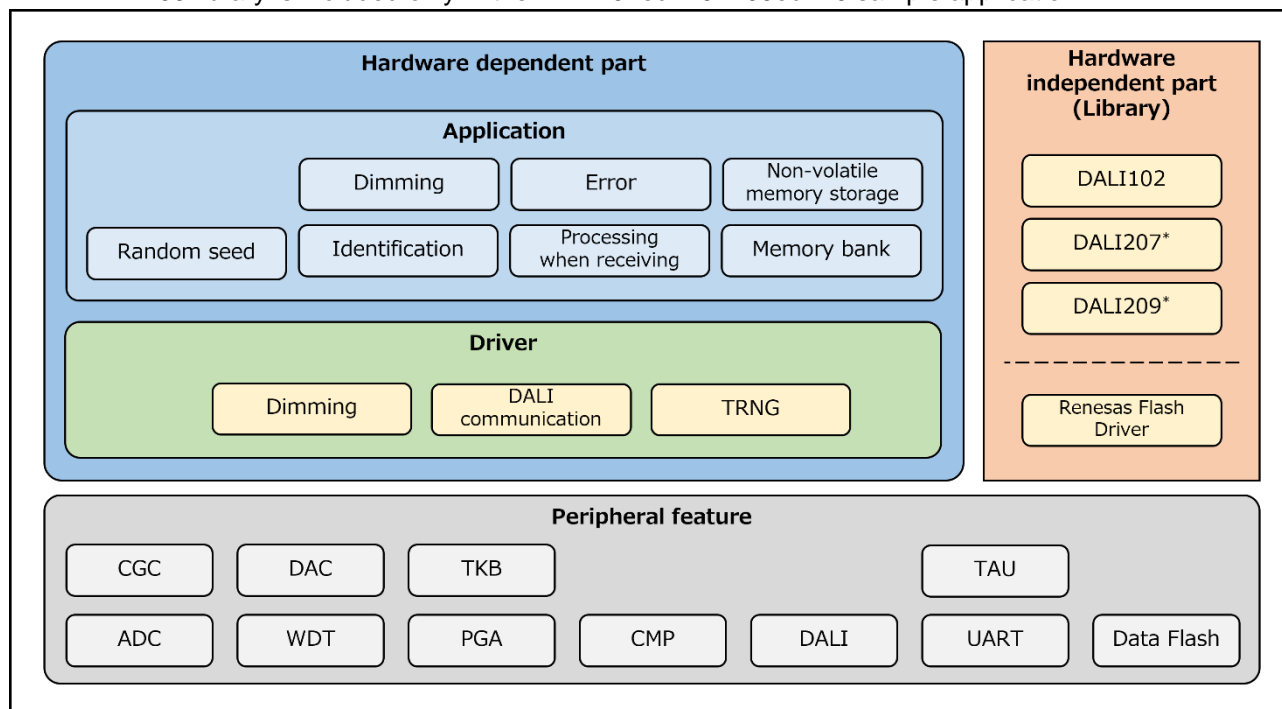 Hardware dependent part
Application
Dimming
Error
Non-volatile
memory storage
Random seed
Identification
Processing
when receiving
Memory bank
Driver
Dimming
DALI
communication
TRNG
Hardware
independent part
(Library)
DALI102
DALI207*
DALI209*
Renesas Flash
Driver
Peripheral feature
CGC
DAC
TKB
TAU
ADC
WDT
PGA
CMP
DALI
UART
Data Flash